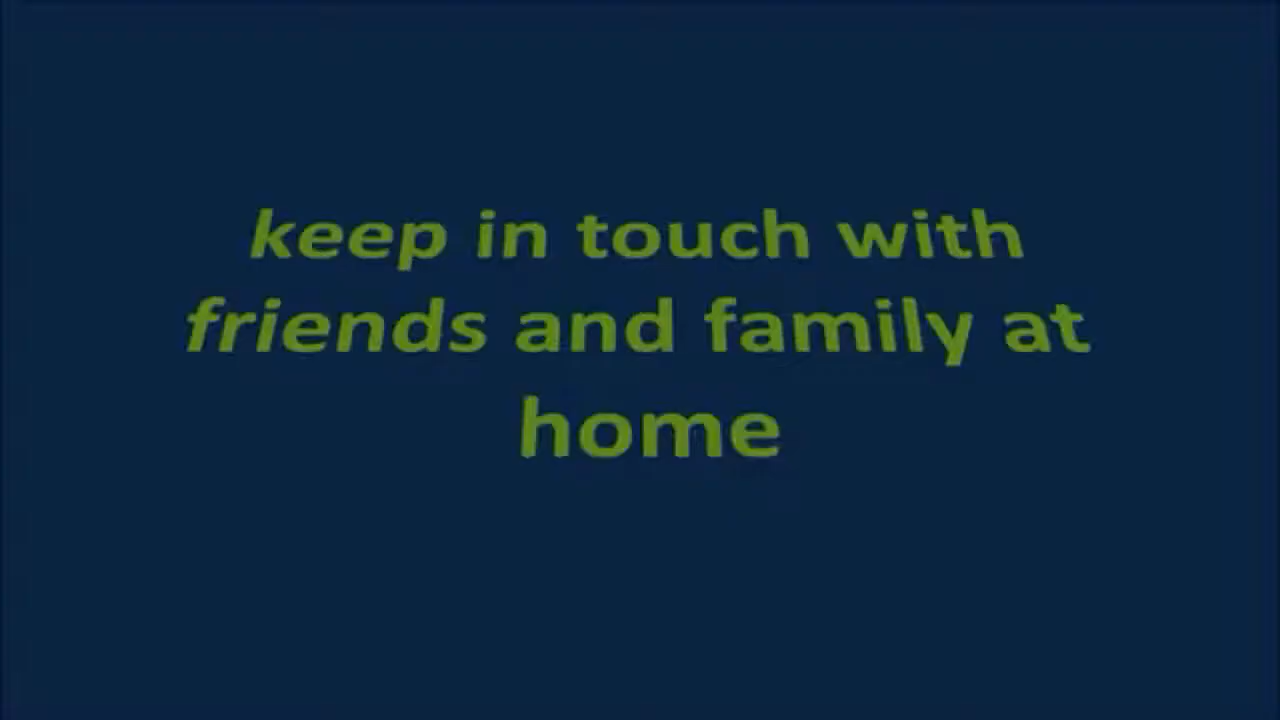 keep in touch with
friends and family at
home